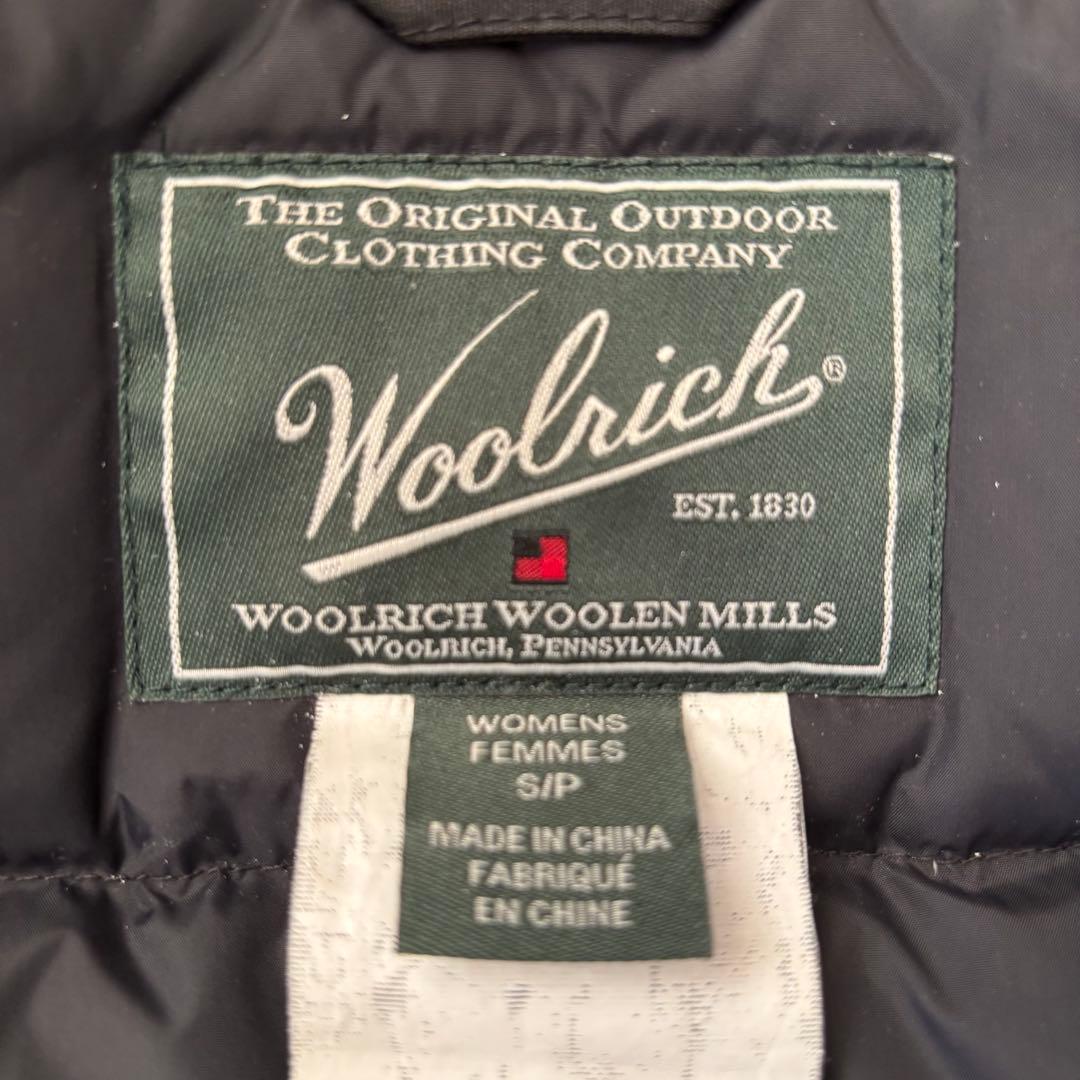 THE ORIGINAL OUTDOOR
CLOTHING COMPANY
Woolrich®
EST. 1830
WOOLRICH WOOLEN MILLS
WOOLRICH, PENNSYLVANIA
WOMENS
FEMMES
S/P
MADE IN CHINA
FABRIQUÉ
EN CHINE